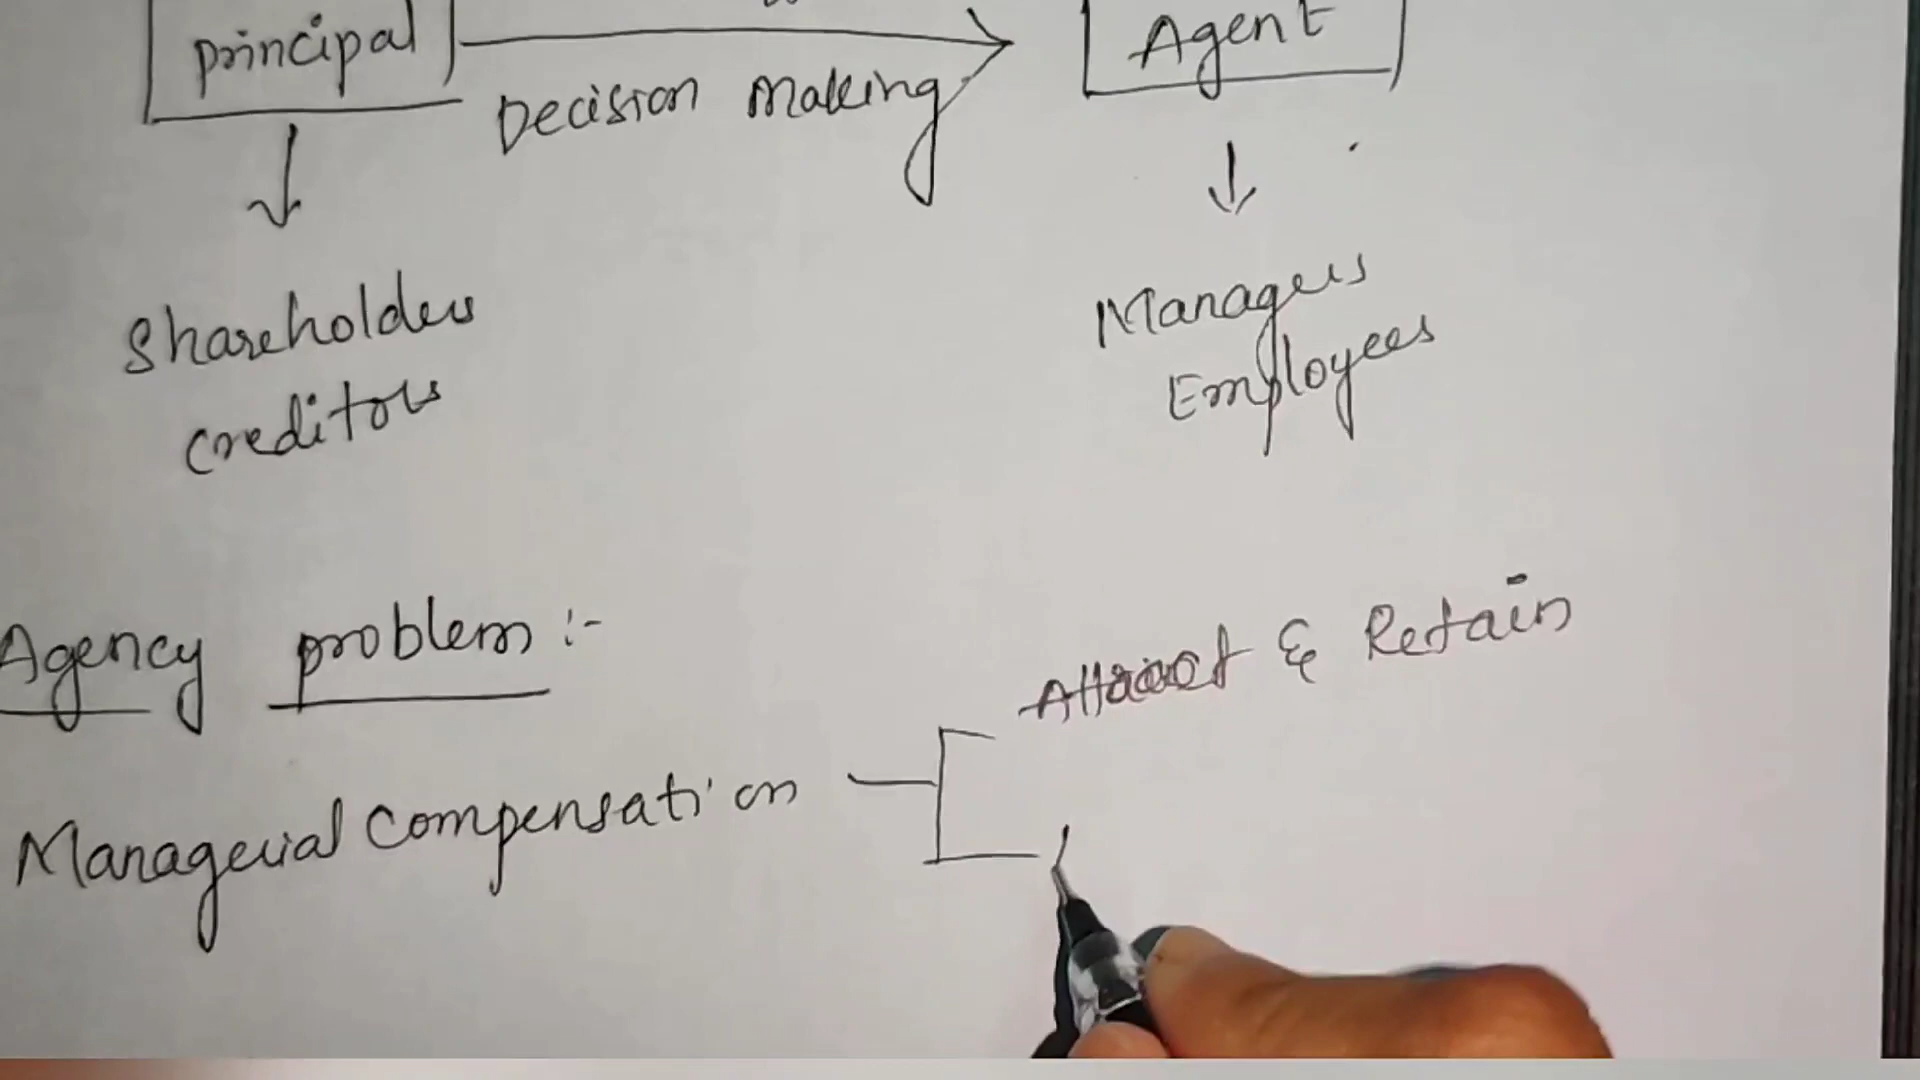 principal
Agent
Decision Making
Shareholders
creditors
Managers
Employees
Agency problem :-
Attract & Retain
Managerial Compensation